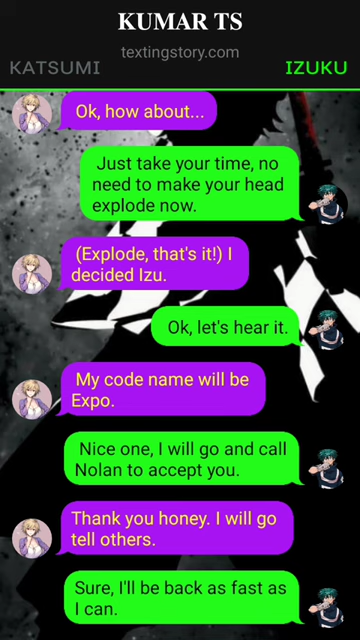 KUMAR TS
textingstory.com
KATSUMI
IZUKU
Ok, how about...
Just take your time, no
need to make your head
explode now.
(Explode, that's it!) I
decided Izu.
Ok, let's hear it.
My code name will be
Expo.
Nice one, I will go and call
Nolan to accept you.
Thank you honey. I will go
tell others.
Sure, I'll be back as fast as
I can.